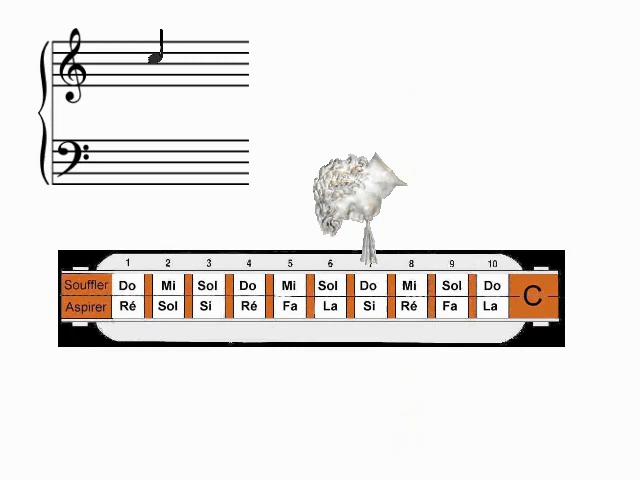 1 2 3 4 5 6 7 8 9 10
Souffler Do Mi Sol Do Mi Sol Do Mi Sol Do
Aspirer Ré Sol Si Ré Fa La Si Ré Fa La
C